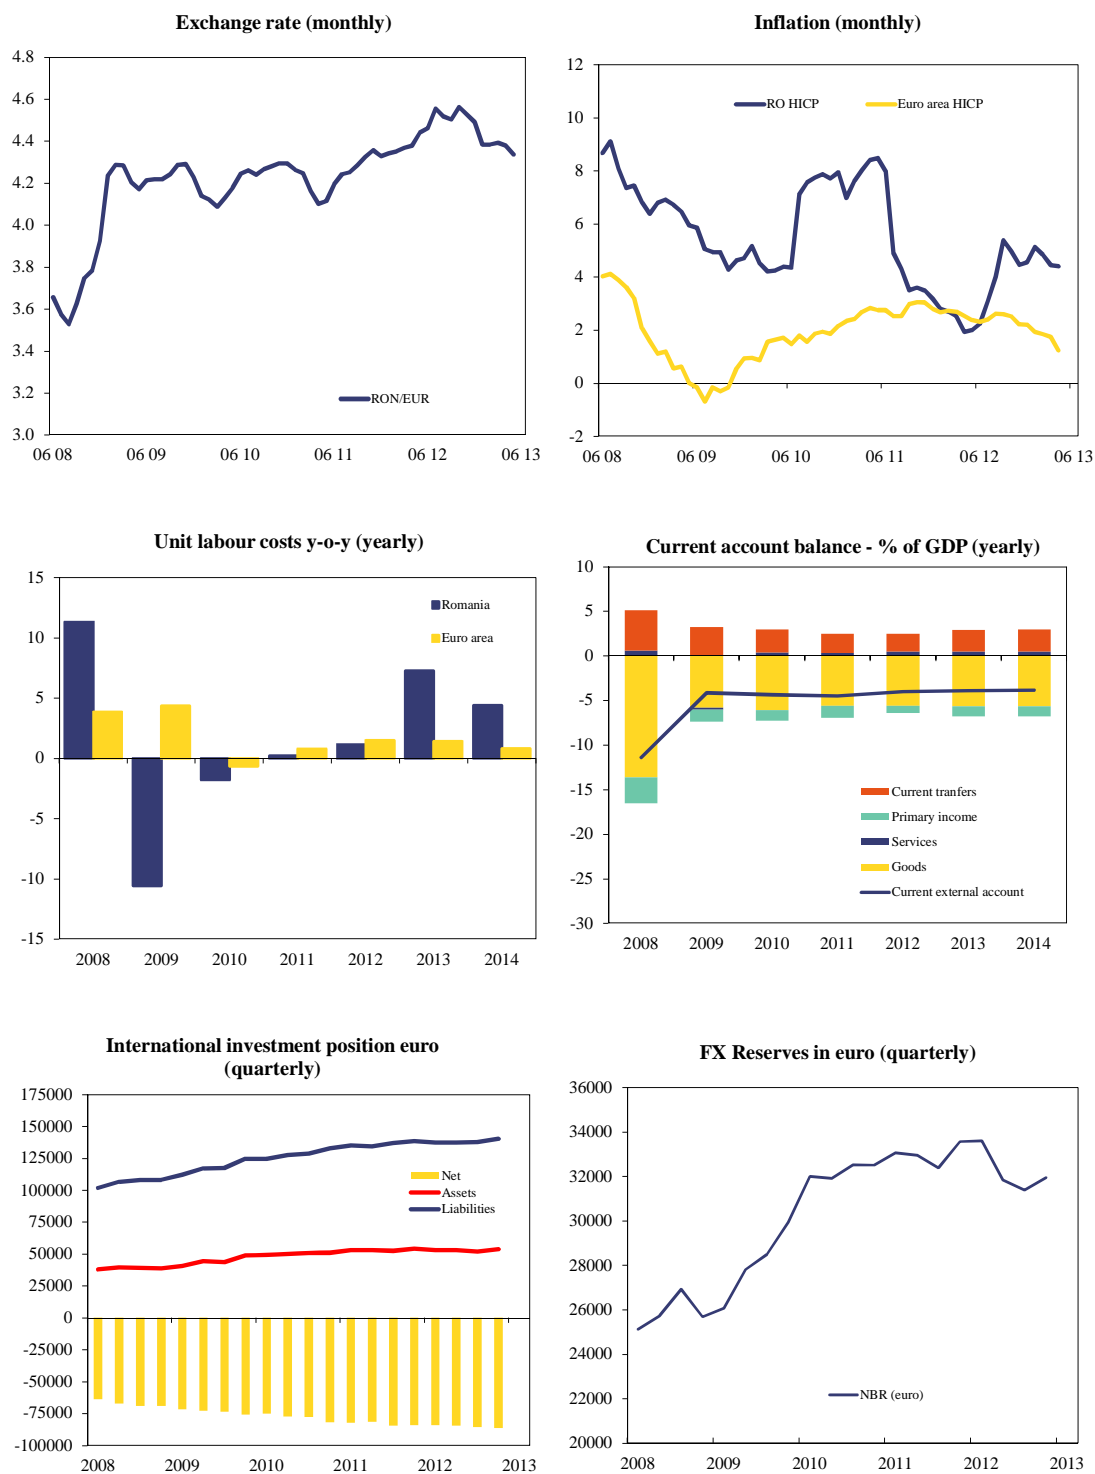 Exchange rate (monthly)
4.8
4.6
4.4
4.2
4.0
3.8
3.6
3.4
3.2
3.0
RON/EUR
06 08 06 09 06 10 06 11 06 12 06 13
Inflation (monthly)
12
10
8
6
4
2
0
-2
RO HICP Euro area HICP
06 08 06 09 06 10 06 11 06 12 06 13
Unit labour costs y-o-y (yearly)
15
10
5
0
-5
-10
-15
Romania
Euro area
2008 2009 2010 2011 2012 2013 2014
Current account balance - % of GDP (yearly)
10
5
0
-5
-10
-15
-20
-25
-30
Current tranfers
Primary income
Services
Goods
Current external account
2008 2009 2010 2011 2012 2013 2014
International investment position euro
(quarterly)
175000
150000
125000
100000
75000
50000
25000
0
-25000
-50000
-75000
-100000
Net
Assets
Liabilities
2008 2009 2010 2011 2012 2013
FX Reserves in euro (quarterly)
36000
34000
32000
30000
28000
26000
24000
22000
20000
NBR (euro)
2008 2009 2010 2011 2012 2013